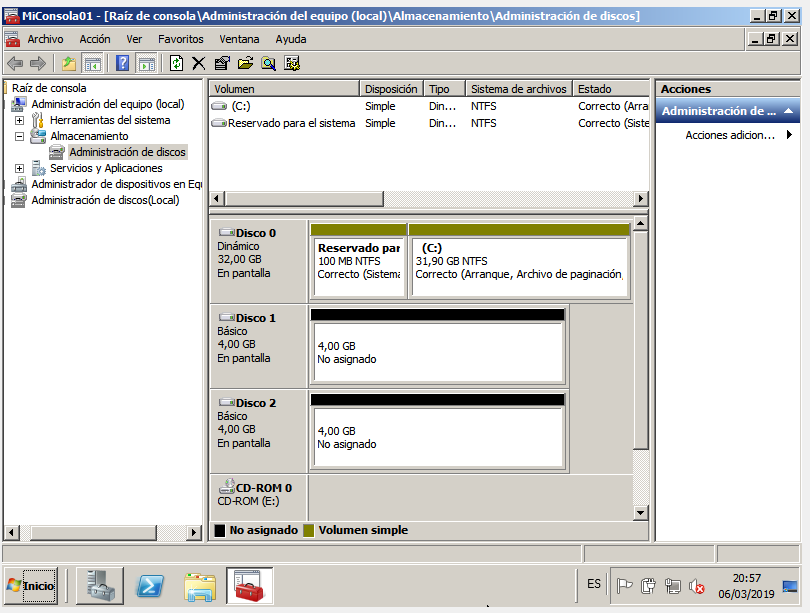 MiConsola01 - [Raíz de consola\Administración del equipo (local)\Almacenamiento\Administración de discos]
Archivo Acción Ver Favoritos Ventana Ayuda
Raíz de consola
Administración del equipo (local)
Herramientas del sistema
Almacenamiento
Administración de discos
Servicios y Aplicaciones
Administrador de dispositivos en Equ
Administración de discos(Local)
Volumen Disposición Tipo Sistema de archivos Estado
(C:) Simple Din... NTFS Correcto (Arra
Reservado para el sistema Simple Din... NTFS Correcto (Siste
Disco 0
Dinámico
32,00 GB
En pantalla
Reservado par
100 MB NTFS
Correcto (Sistema
(C:)
31,90 GB NTFS
Correcto (Arranque, Archivo de paginación,
Disco 1
Básico
4,00 GB
En pantalla
4,00 GB
No asignado
Disco 2
Básico
4,00 GB
En pantalla
4,00 GB
No asignado
CD-ROM 0
CD-ROM (E:)
No asignado Volumen simple
Acciones
Administración de ...
Acciones adicion...
Inicio
ES
20:57
06/03/2019